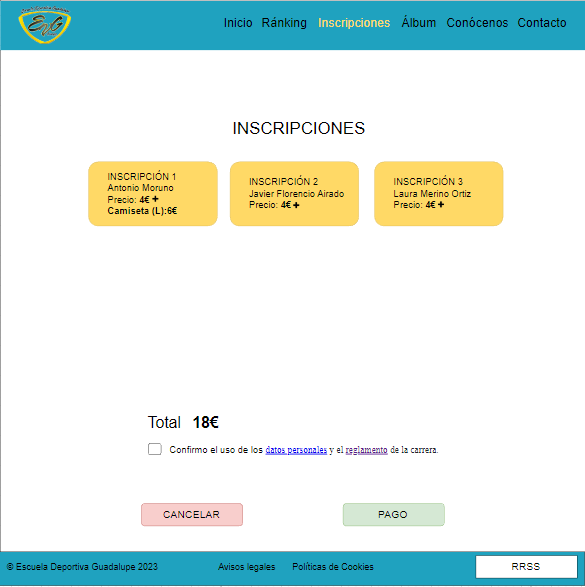 EVG
Inicio Ránking Inscripciones Álbum Conócenos Contacto
INSCRIPCIONES
INSCRIPCIÓN 1
Antonio Moruno
Precio: 4€ +
Camiseta (L):6€
INSCRIPCIÓN 2
Javier Florencio Airado
Precio: 4€ +
INSCRIPCIÓN 3
Laura Merino Ortiz
Precio: 4€ +
Total 18€
Confirmo el uso de los datos personales y el reglamento de la carrera.
CANCELAR PAGO
© Escuela Deportiva Guadalupe 2023 Avisos legales Políticas de Cookies RRSS